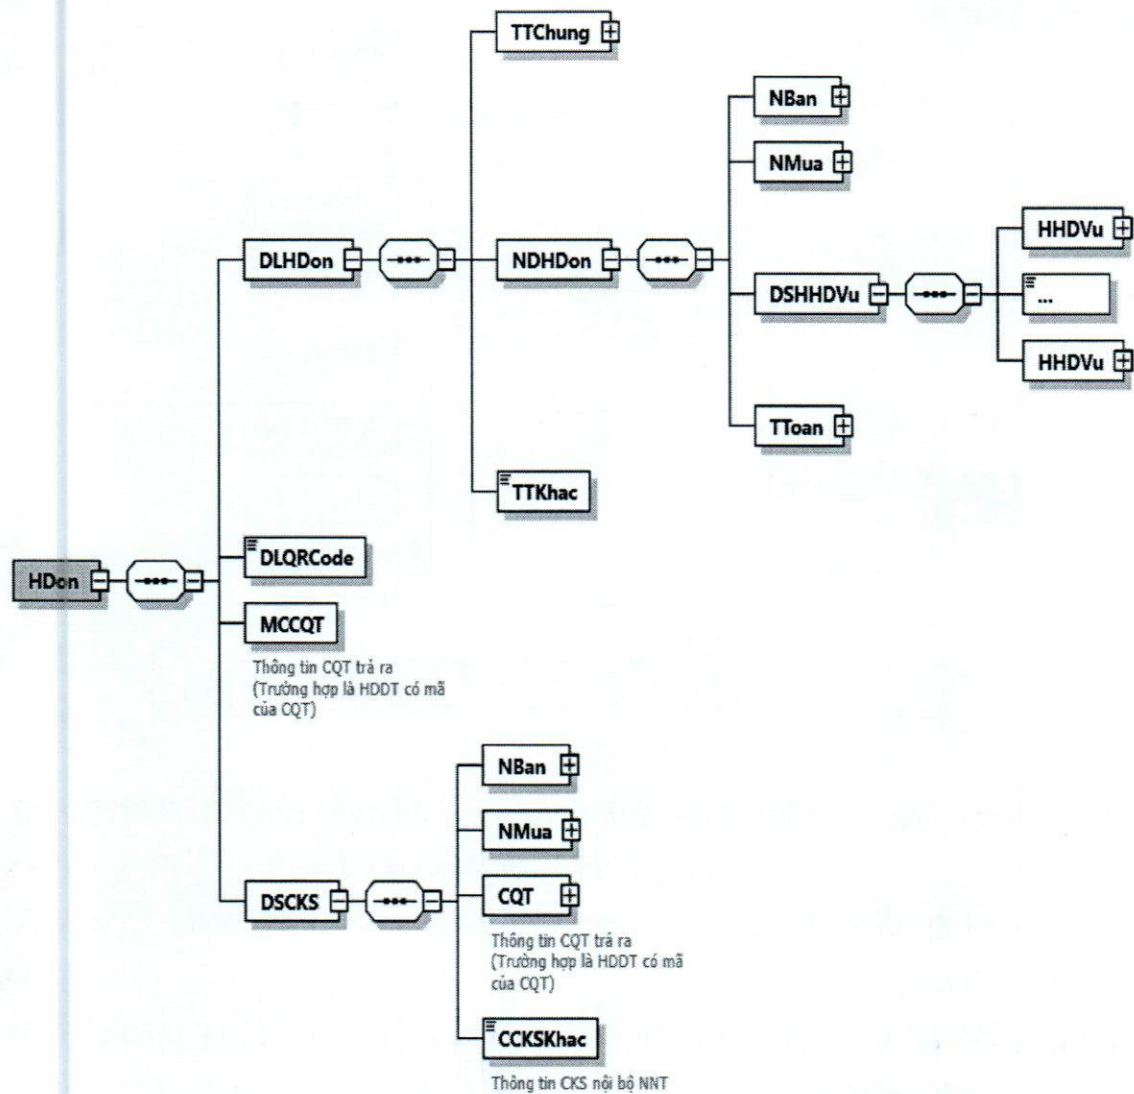 TTChung
NBan
NMua
HHDVu
DLHDon
NDHDon
DSHHDVu
...
HHDVu
TToan
TTKhac
DLQRCode
HDon
MCCQT
Thông tin CQT trả ra
(Trường hợp là HDDT có mã
của CQT)
NBan
NMua
CQT
DSCKS
Thông tin CQT trả ra
(Trường hợp là HDDT có mã
của CQT)
CCKSKhac
Thông tin CKS nội bộ NNT